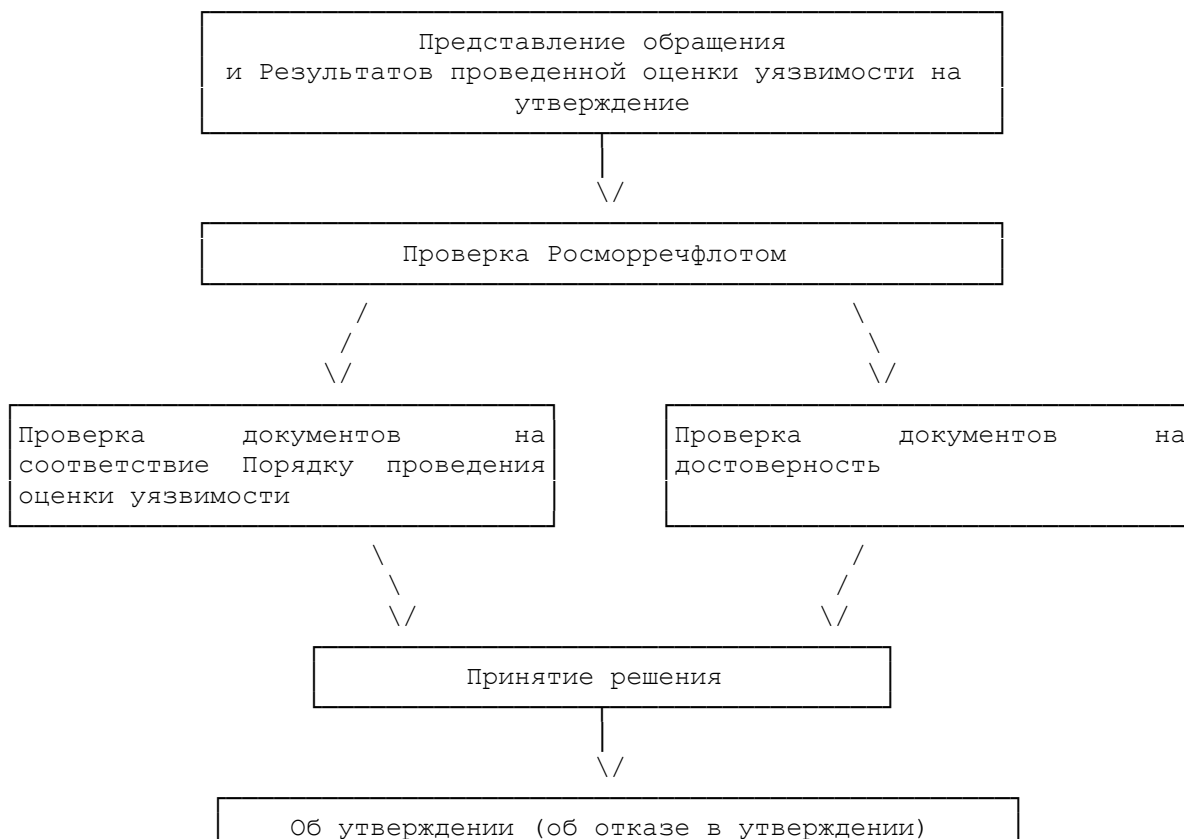 Представление обращения
и Результатов проведенной оценки уязвимости на
утверждение
Проверка Росморречфлотом
Проверка документов на
соответствие Порядку проведения
оценки уязвимости
Проверка документов на
достоверность
Принятие решения
Об утверждении (об отказе в утверждении)